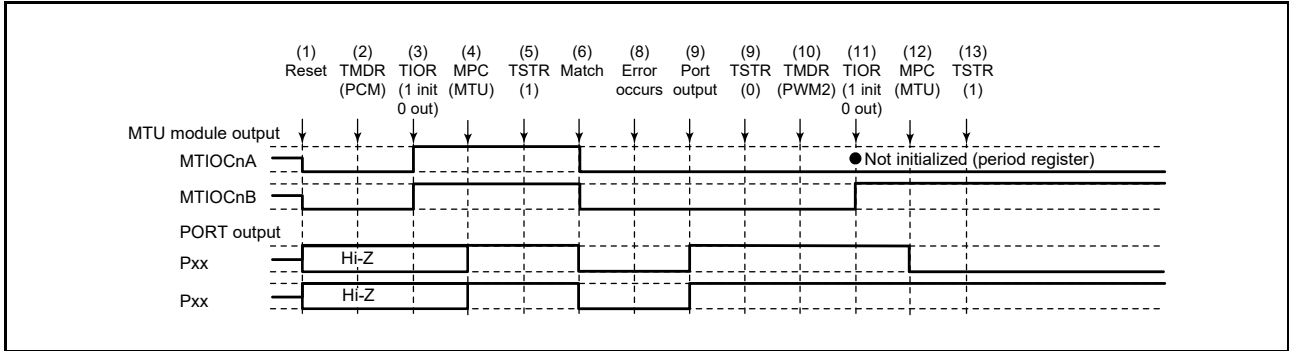 (1) (2) (3) (4) (5) (6) (8) (9) (9) (10) (11) (12) (13)
Reset TMDR TIOR MPC TSTR Match Error Port TSTR TMDR TIOR MPC TSTR
(PCM) (1 init (MTU) (1) occurs output (0) (PWM2) (1 init (MTU) (1)
0 out) 0 out)
MTU module output
MTIOCnA
Not initialized (period register)
MTIOCnB
PORT output
Pxx Hi-Z
Pxx Hi-Z